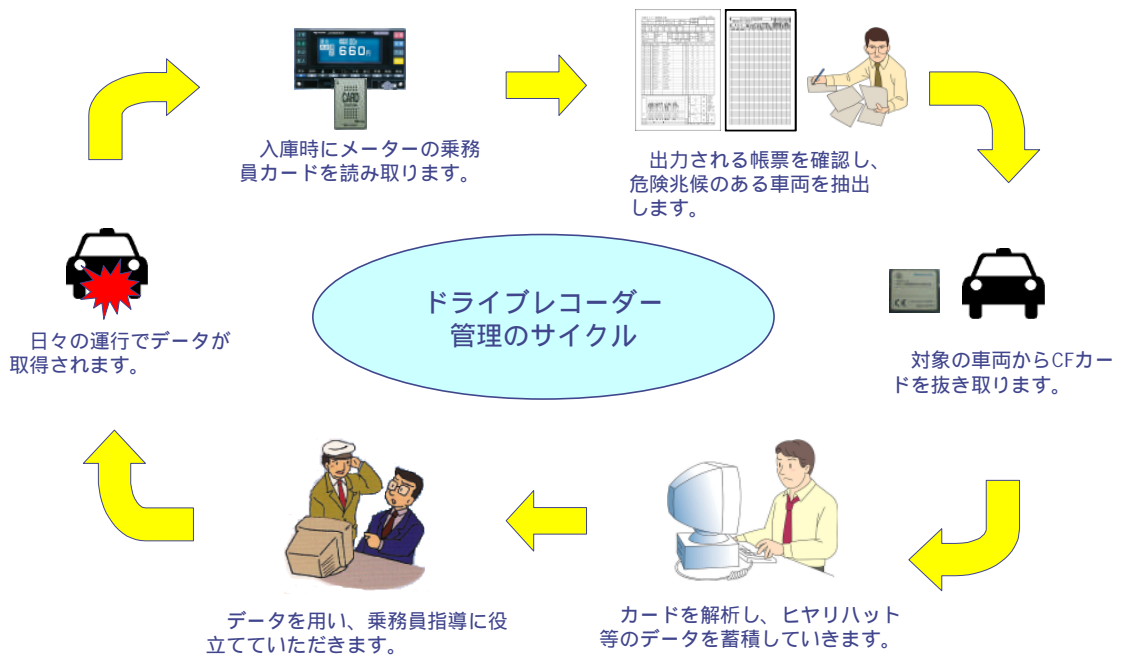 660円
CARD
入庫時にメーターの乗務
員カードを読み取ります。
出力される帳票を確認し、
危険兆候のある車両を抽出
します。
ドライブレコーダー
管理のサイクル
日々の運行でデータが
取得されます。
対象の車両からCFカー
ドを抜き取ります。
カードを解析し、ヒヤリハット
等のデータを蓄積していきます。
データを用い、乗務員指導に役
立てていただきます。